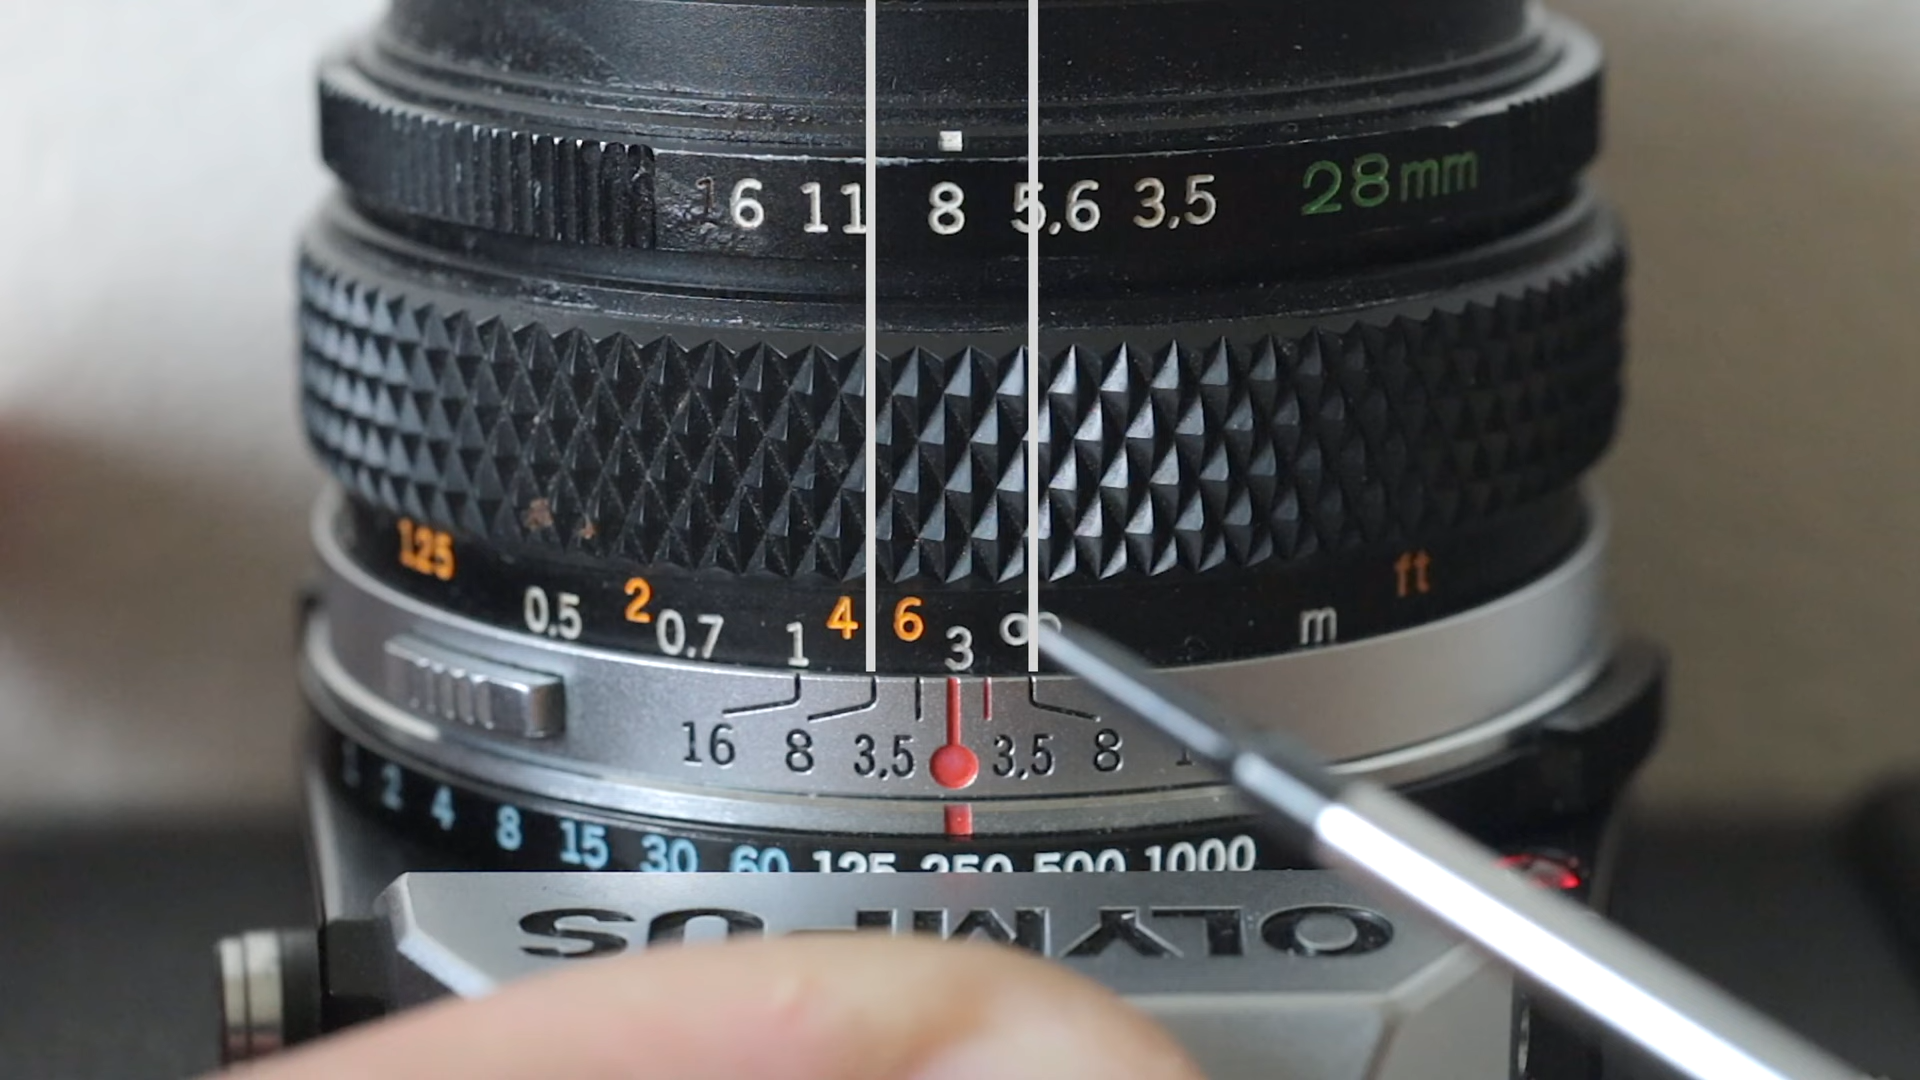 16 11 8 5.6 3.5 28mm
1.25 2 4 6 ft
0.5 0.7 1 3 ∞ m
16 8 3.5 3.5 8
1 2 4 8 15 30 60 125 250 500 1000
OLYMPUS